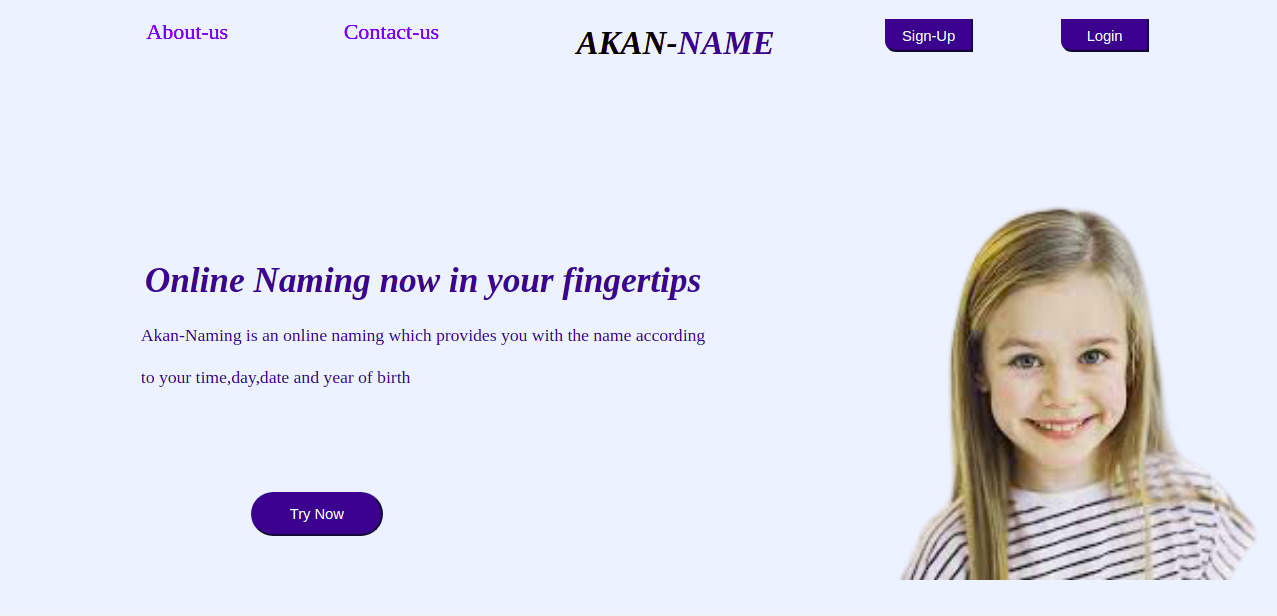 About-us
Contact-us
AKAN-NAME
Sign-Up
Login
Online Naming now in your fingertips
Akan-Naming is an online naming which provides you with the name according
to your time,day,date and year of birth
Try Now